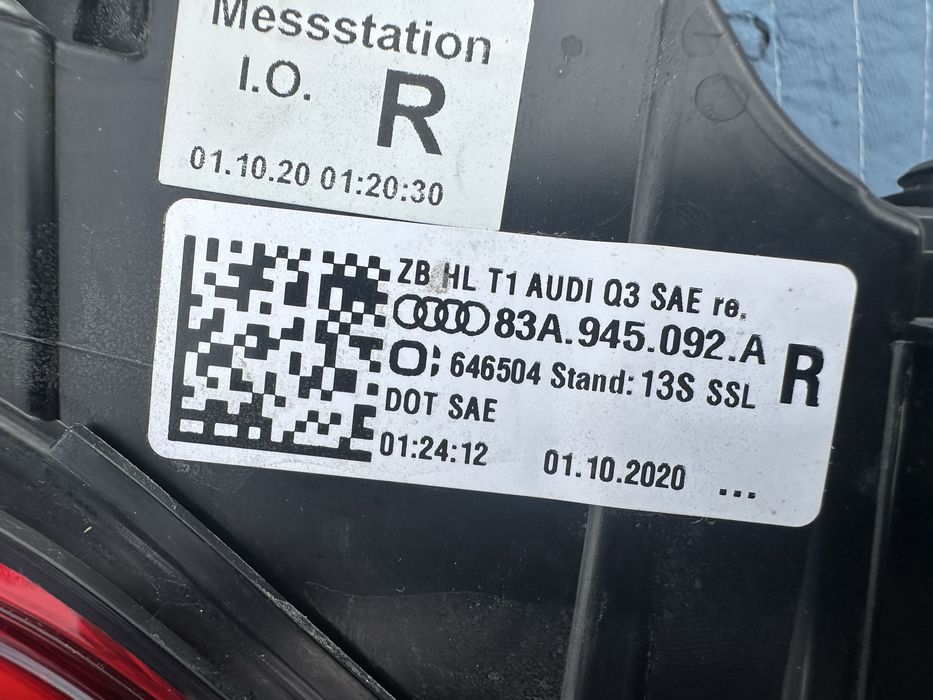 Messstation
I.O. R
01.10.20 01:20:30
ZB HL T1 AUDI Q3 SAE re.
83A.945.092.A R
O; 646504 Stand: 13S SSL
DOT SAE
01:24:12 01.10.2020 ...